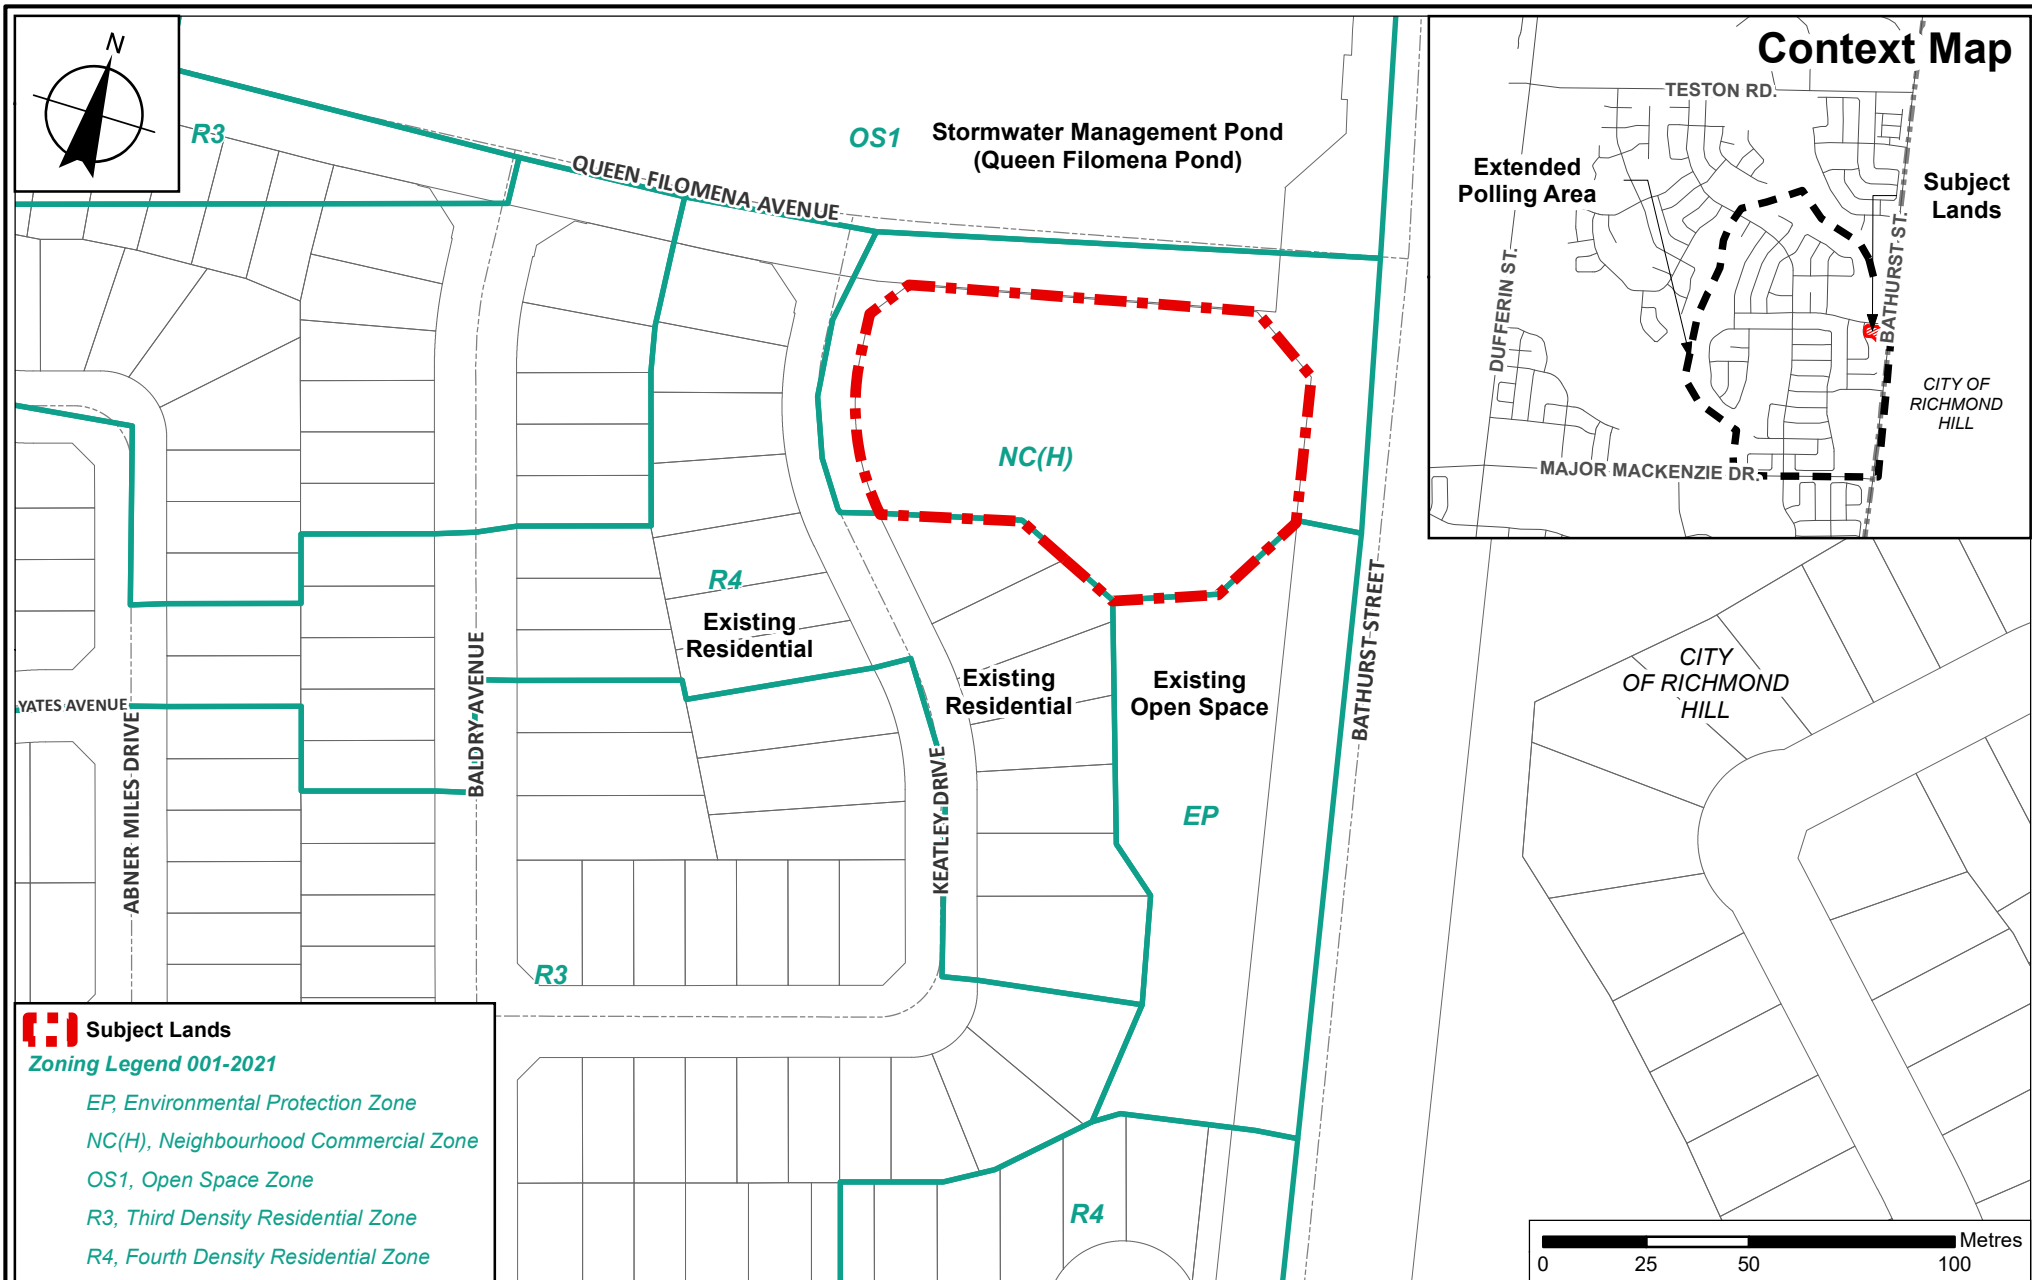 N
R3
QUEEN FILOMENA AVENUE
OS1
Stormwater Management Pond
(Queen Filomena Pond)
NC(H)
R4
Existing
Residential
Existing
Residential
Existing
Open Space
EP
BATHURST STREET
YATES AVENUE
ABNER MILES DRIVE
BALDRY AVENUE
KEATLEY DRIVE
R3
R4
CITY
OF RICHMOND
HILL
Context Map
TESTON RD.
Extended
Polling Area
Subject
Lands
DUFFERIN ST.
BATHURST ST.
CITY OF
RICHMOND
HILL
MAJOR MACKENZIE DR.
Subject Lands
Zoning Legend 001-2021
EP, Environmental Protection Zone
NC(H), Neighbourhood Commercial Zone
OS1, Open Space Zone
R3, Third Density Residential Zone
R4, Fourth Density Residential Zone
Metres
0 25 50 100